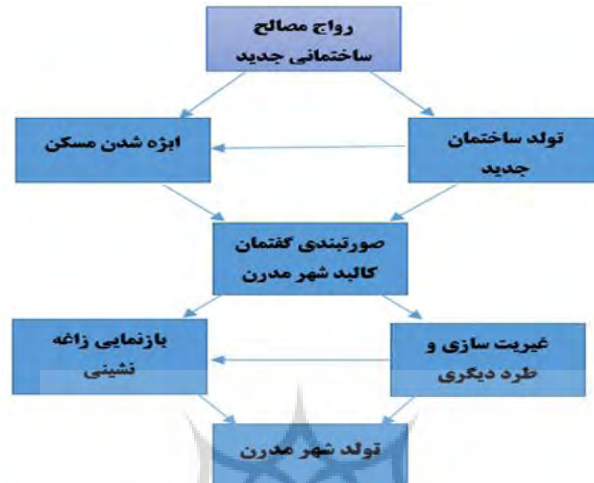 رواج مصالح
ساختمانی جدید
تولد ساختمان
جدید
ابژه شدن مسکن
صورتبندی گفتمان
کالبد شهر مدرن
غیریت سازی و
طرد دیگری
بازنمایی زاغه
نشینی
تولد شهر مدرن